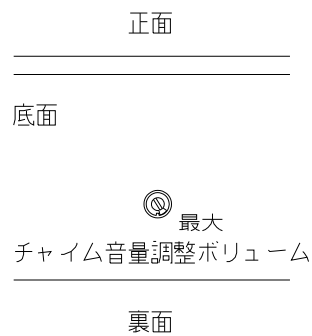 正面
底面
最大
チャイム音量調整ボリューム
裏面